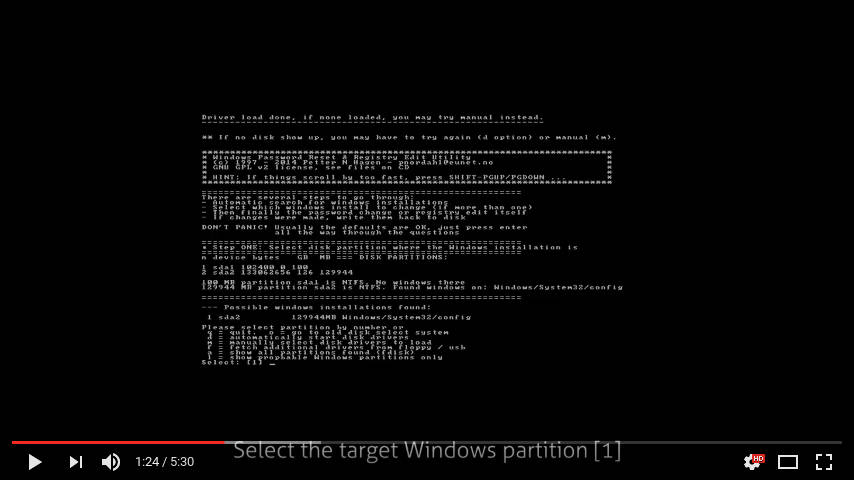 Driver load done, if none loaded, you may try manual instead.
-------------------------------------------------------------
** If no disk show up, you may have to try again (d option) or manual (m).
*************************************************************************
* Windows Password Reset & Registry Edit Utility *
* (c) 1997 - 2014 Petter N Hagen - pnordahl@eunet.no *
* GNU GPL v2 license, see files on CD *
* *
* HINT: If things scroll by too fast, press SHIFT-PGUP/PGDOWN ... *
*************************************************************************
=========================================================
There are several steps to go through:
- Automatic search for windows installations
- Select which windows install to change (if more than one)
- Then finally the password change or registry edit itself
- If changes were made, write them back to disk
DON'T PANIC! Usually the defaults are OK, just press enter
all the way through the questions
=========================================================
* Step ONE: Select disk partition where the Windows installation is
=========================================================
n device bytes GB MB === DISK PARTITIONS:
1 sda1 102400 0 100
2 sda2 133062656 126 129944
100 MB partition sda1 is NTFS. No windows there
129944 MB partition sda2 is NTFS. Found windows on: Windows/System32/config
=========================================================
--- Possible windows installations found:
1 sda2 129944MB Windows/System32/config
Please select partition by number or
q = quit, o = go to old disk select system
d = automatically start disk drivers
m = manually select disk drivers to load
f = fetch additional drivers from floppy / usb
a = show all partitions found (fdisk)
l = show propbable Windows partitions only
Select: [1] _
Select the target Windows partition [1]
1:24 / 5:30
HD